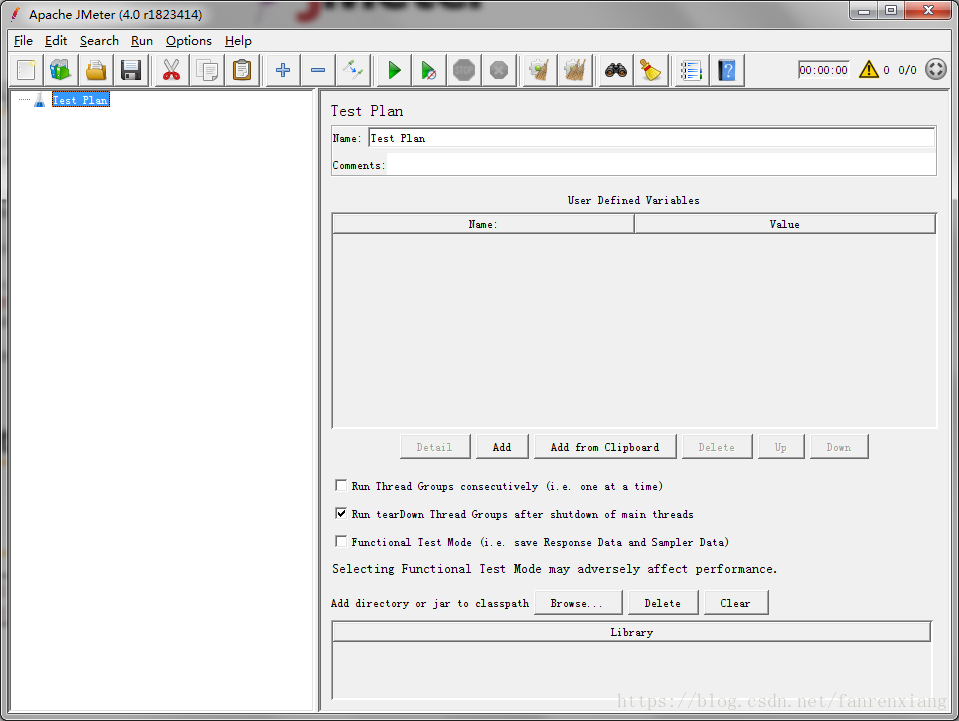 Apache JMeter (4.0 r1823414)
File Edit Search Run Options Help
STOP 00:00:00 0 0/0
Test Plan
Test Plan
Name: Test Plan
Comments:
User Defined Variables
Name: Value
Detail Add Add from Clipboard Delete Up Down
Run Thread Groups consecutively (i.e. one at a time)
Run tearDown Thread Groups after shutdown of main threads
Functional Test Mode (i.e. save Response Data and Sampler Data)
Selecting Functional Test Mode may adversely affect performance.
Add directory or jar to classpath Browse... Delete Clear
Library
https://blog.csdn.net/fanrenxiang